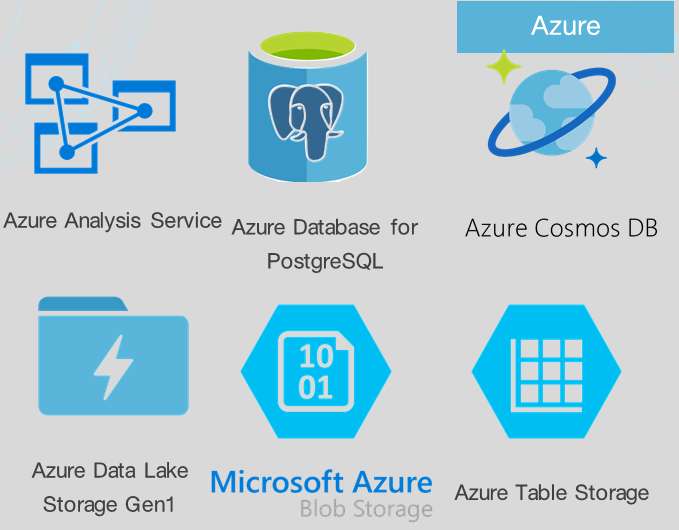 Azure
Azure Analysis Service
Azure Database for
PostgreSQL
Azure Cosmos DB
10
01
Azure Data Lake
Storage Gen1
Microsoft Azure
Blob Storage
Azure Table Storage